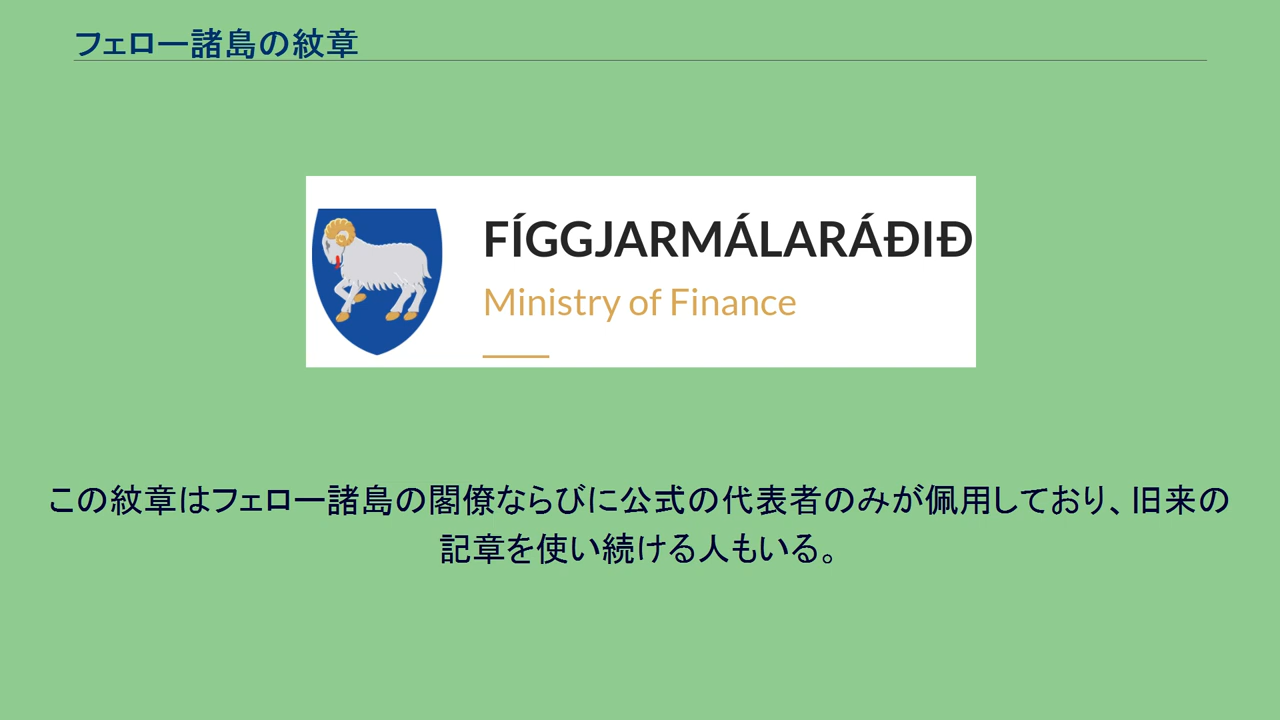 フェロー諸島の紋章
FÍGGJARMÁLARÁÐIÐ
Ministry of Finance
この紋章はフェロー諸島の閣僚ならびに公式の代表者のみが佩用しており、旧来の
記章を使い続ける人もいる。